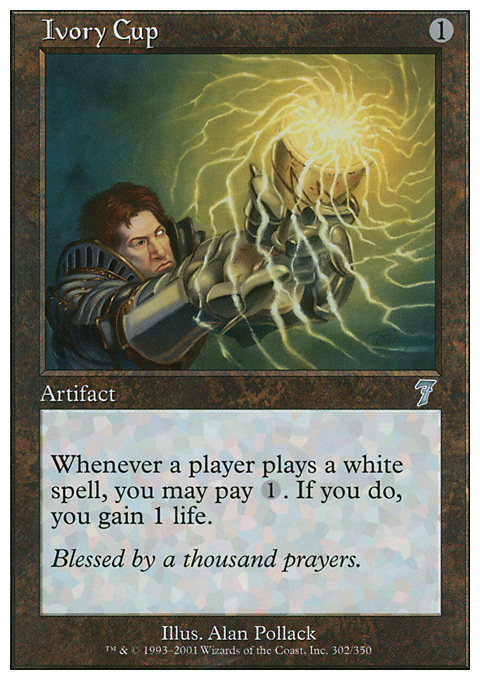 Ivory Cup 1
Artifact 7
Whenever a player plays a white
spell, you may pay 1. If you do,
you gain 1 life.
Blessed by a thousand prayers.
Illus. Alan Pollack
™ & © 1993–2001 Wizards of the Coast, Inc. 302/350